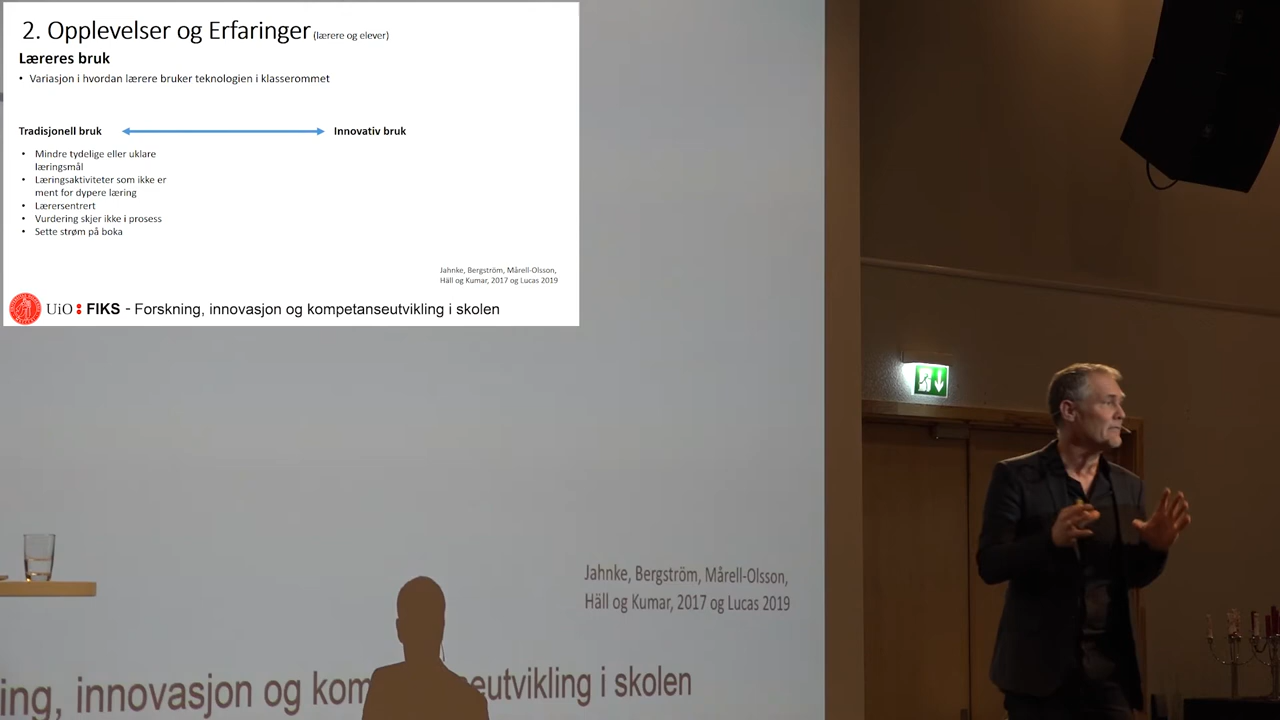 2. Opplevelser og Erfaringer (lærere og elever)
Læreres bruk
• Variasjon i hvordan lærere bruker teknologien i klasserommet
Tradisjonell bruk Innovativ bruk
• Mindre tydelige eller uklare
læringsmål
• Læringsaktiviteter som ikke er
ment for dypere læring
• Lærersentrert
• Vurdering skjer ikke i prosess
• Sette strøm på boka
Jahnke, Bergström, Mårell-Olsson,
Häll og Kumar, 2017 og Lucas 2019
UiO: FIKS - Forskning, innovasjon og kompetanseutvikling i skolen
Jahnke, Bergström, Mårell-Olsson,
Häll og Kumar, 2017 og Lucas 2019
ing, innovasjon og kom eutvikling i skolen